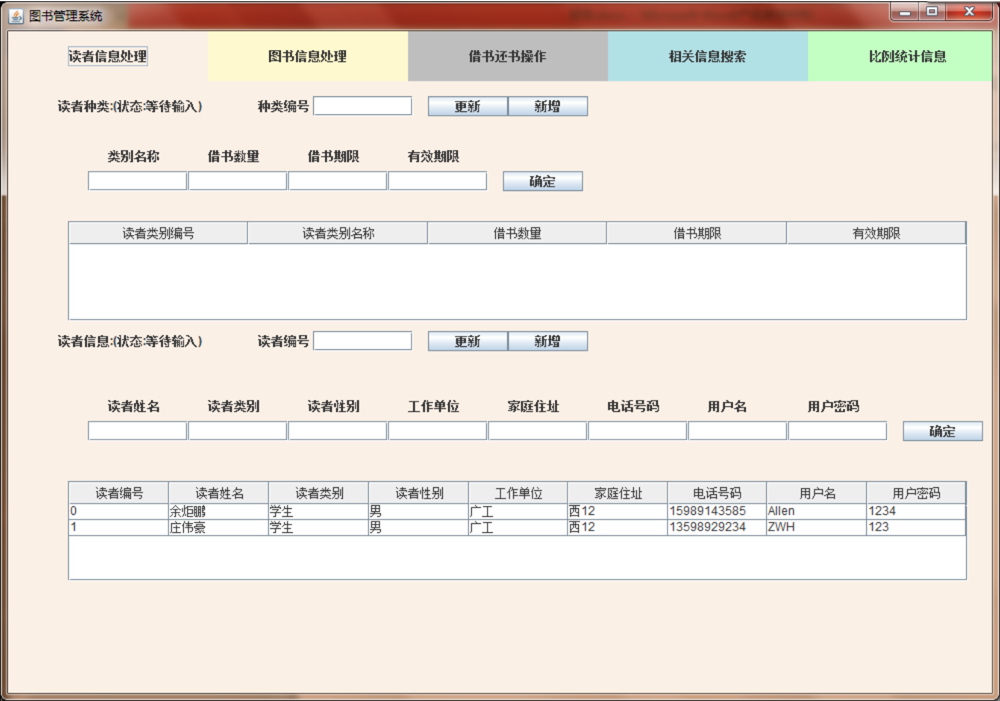 图书管理系统
读者信息处理 图书信息处理 借书还书操作 相关信息搜索 比例统计信息
读者种类:(状态:等待输入) 种类编号 更新 新增
类别名称 借书数里 借书期限 有效期限
确定
读者类别编号 读者类别名称 借书数里 借书期限 有效期限
读者信息:(状态:等待输入) 读者编号 更新 新增
读者姓名 读者类别 读者性别 工作单位 家庭住址 电话号码 用户名 用户密码
确定
读者编号 读者姓名 读者类别 读者性别 工作单位 家庭住址 电话号码 用户名 用户密码
0 余炬鹏 学生 男 广工 西12 15989143585 Allen 1234
1 庄伟豪 学生 男 广工 西12 13598929234 ZWH 123